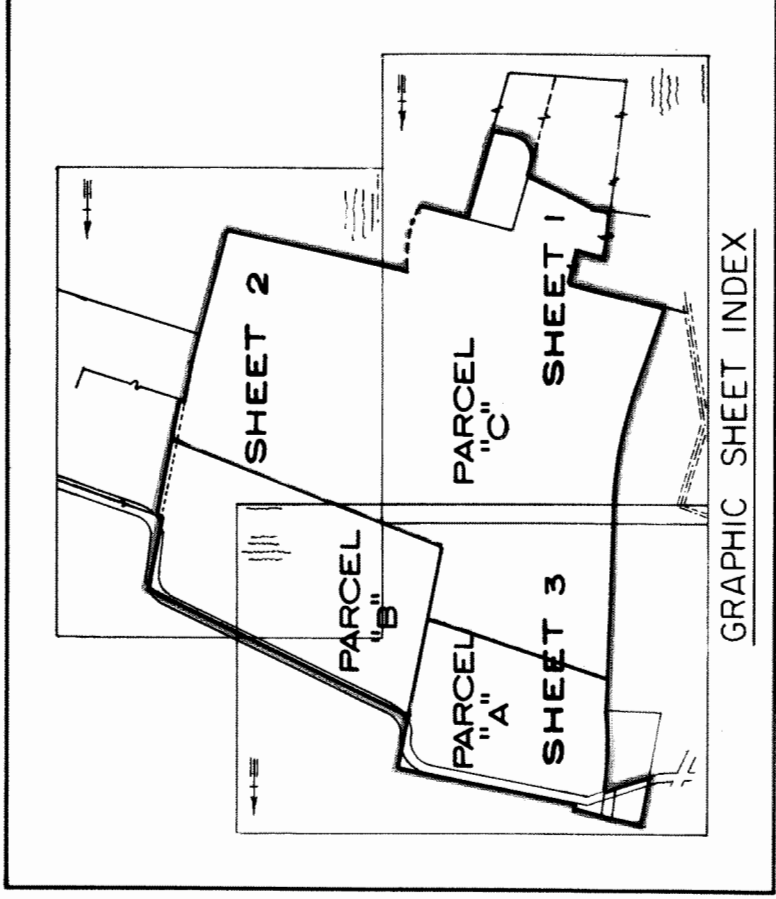 SHEET 2
SHEET 1
PARCEL
"C"
PARCEL
"B"
PARCEL
"A"
SHEET 3
GRAPHIC SHEET INDEX